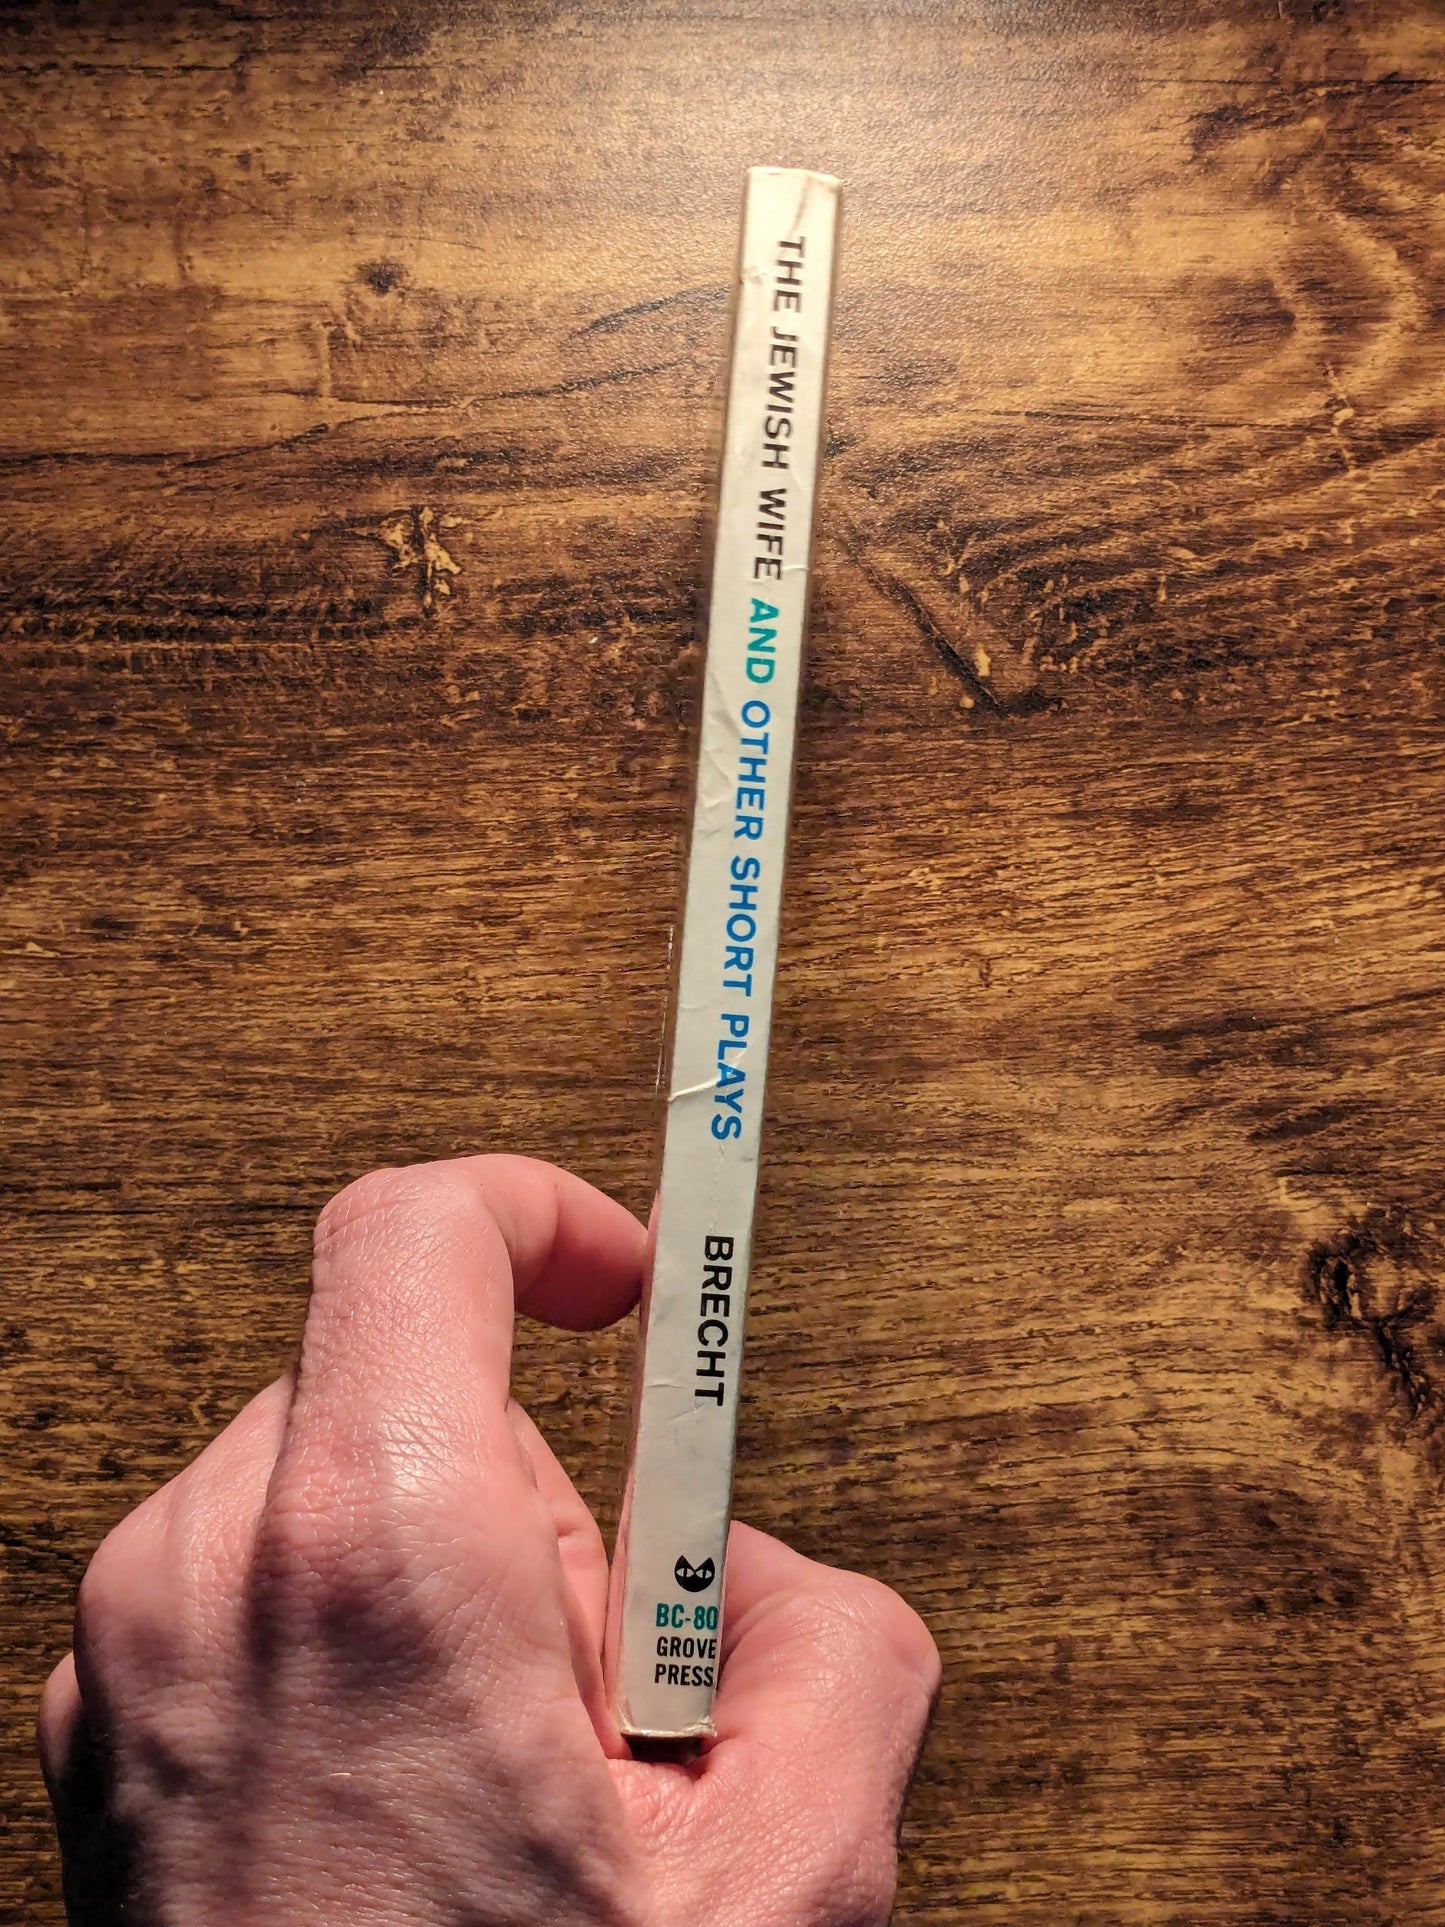 THE JEWISH WIFE AND OTHER SHORT PLAYS
BRECHT
BC-80
GROVE
PRESS